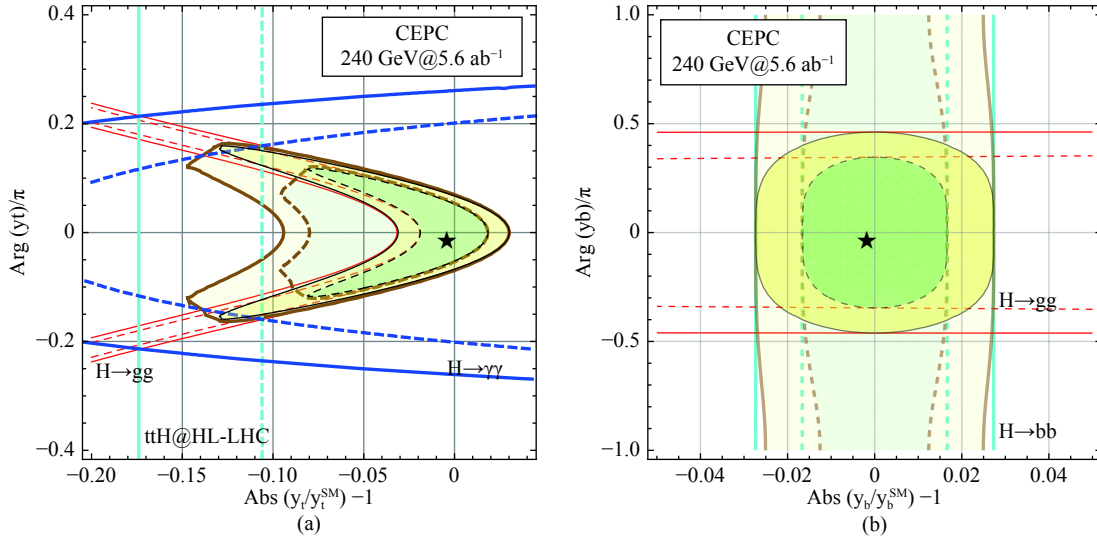 CEPC
240 GeV@5.6 ab⁻¹
Arg (yt)/π
0.4
0.2
0
−0.2
−0.4
H→gg
H→γγ
ttH@HL-LHC
−0.20
−0.15
−0.10
−0.05
0
Abs (y_t/y_t^SM) −1
(a)
CEPC
240 GeV@5.6 ab⁻¹
Arg (yb)/π
1.0
0.5
0
−0.5
−1.0
H→gg
H→bb
−0.04
−0.02
0
0.02
0.04
Abs (y_b/y_b^SM) −1
(b)